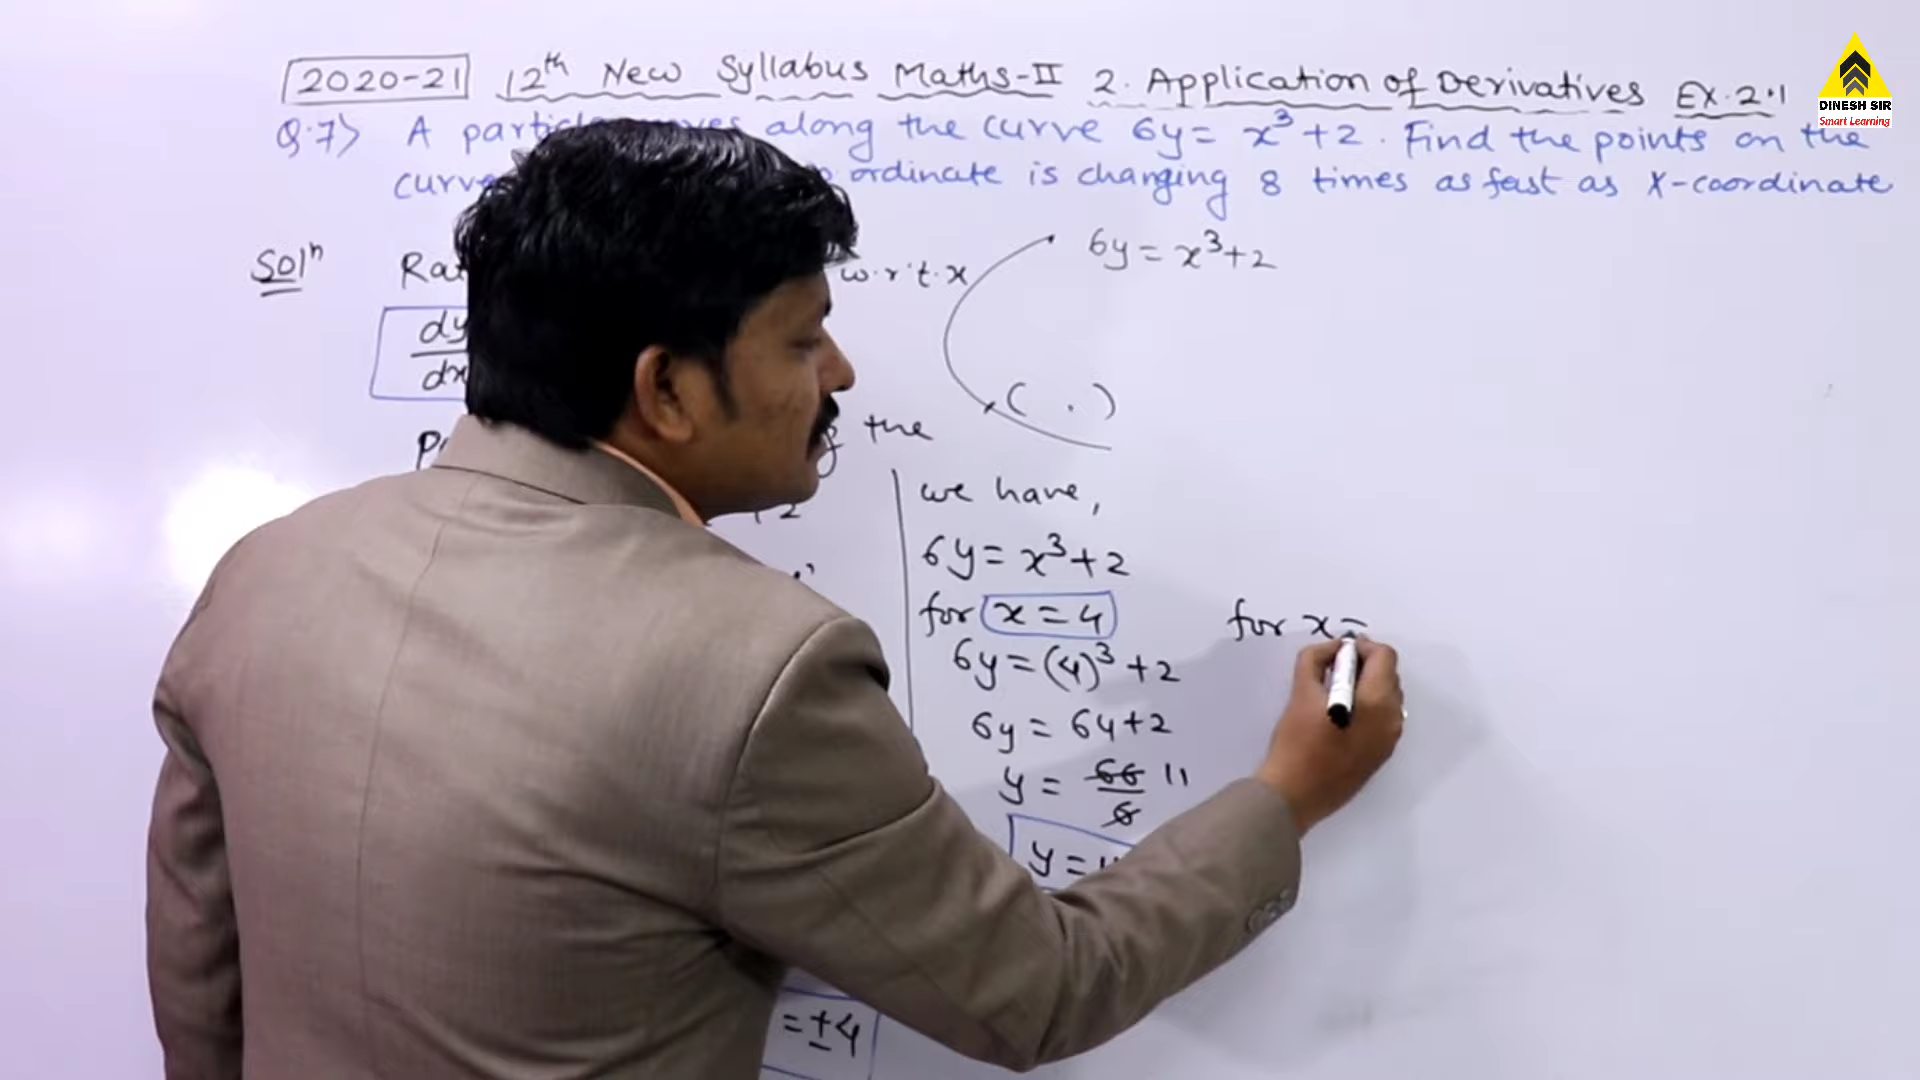 2020-21 12th New Syllabus Maths-II 2. Application of Derivatives Ex. 2.1
DINESH SIR
Smart Learning
Q.7> A along the curve 6y = x³+2. Find the points on the
ordinate is changing 8 times as fast as X-coordinate
Solⁿ w.r.t. x
6y = x³+2
dy
dx
( . )
the
we have,
6y = x³+2
for x = 4
6y = (4)³+2
6y = 64+2
y = 66/6 11
y =
for x =
= ±4